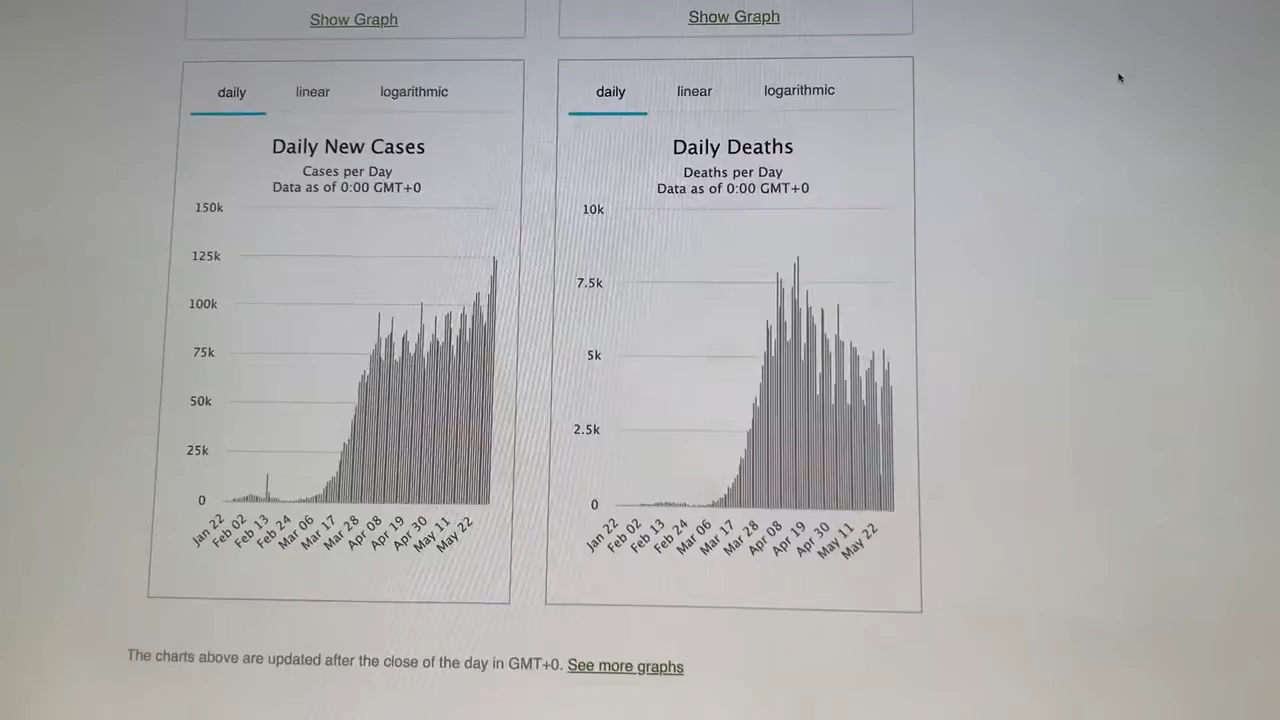 Show Graph
Show Graph
daily linear logarithmic
Daily New Cases
Cases per Day
Data as of 0:00 GMT+0
150k
125k
100k
75k
50k
25k
0
Jan 22
Feb 02
Feb 13
Feb 24
Mar 06
Mar 17
Mar 28
Apr 08
Apr 19
Apr 30
May 11
May 22
daily linear logarithmic
Daily Deaths
Deaths per Day
Data as of 0:00 GMT+0
10k
7.5k
5k
2.5k
0
Jan 22
Feb 02
Feb 13
Feb 24
Mar 06
Mar 17
Mar 28
Apr 08
Apr 19
Apr 30
May 11
May 22
The charts above are updated after the close of the day in GMT+0. See more graphs